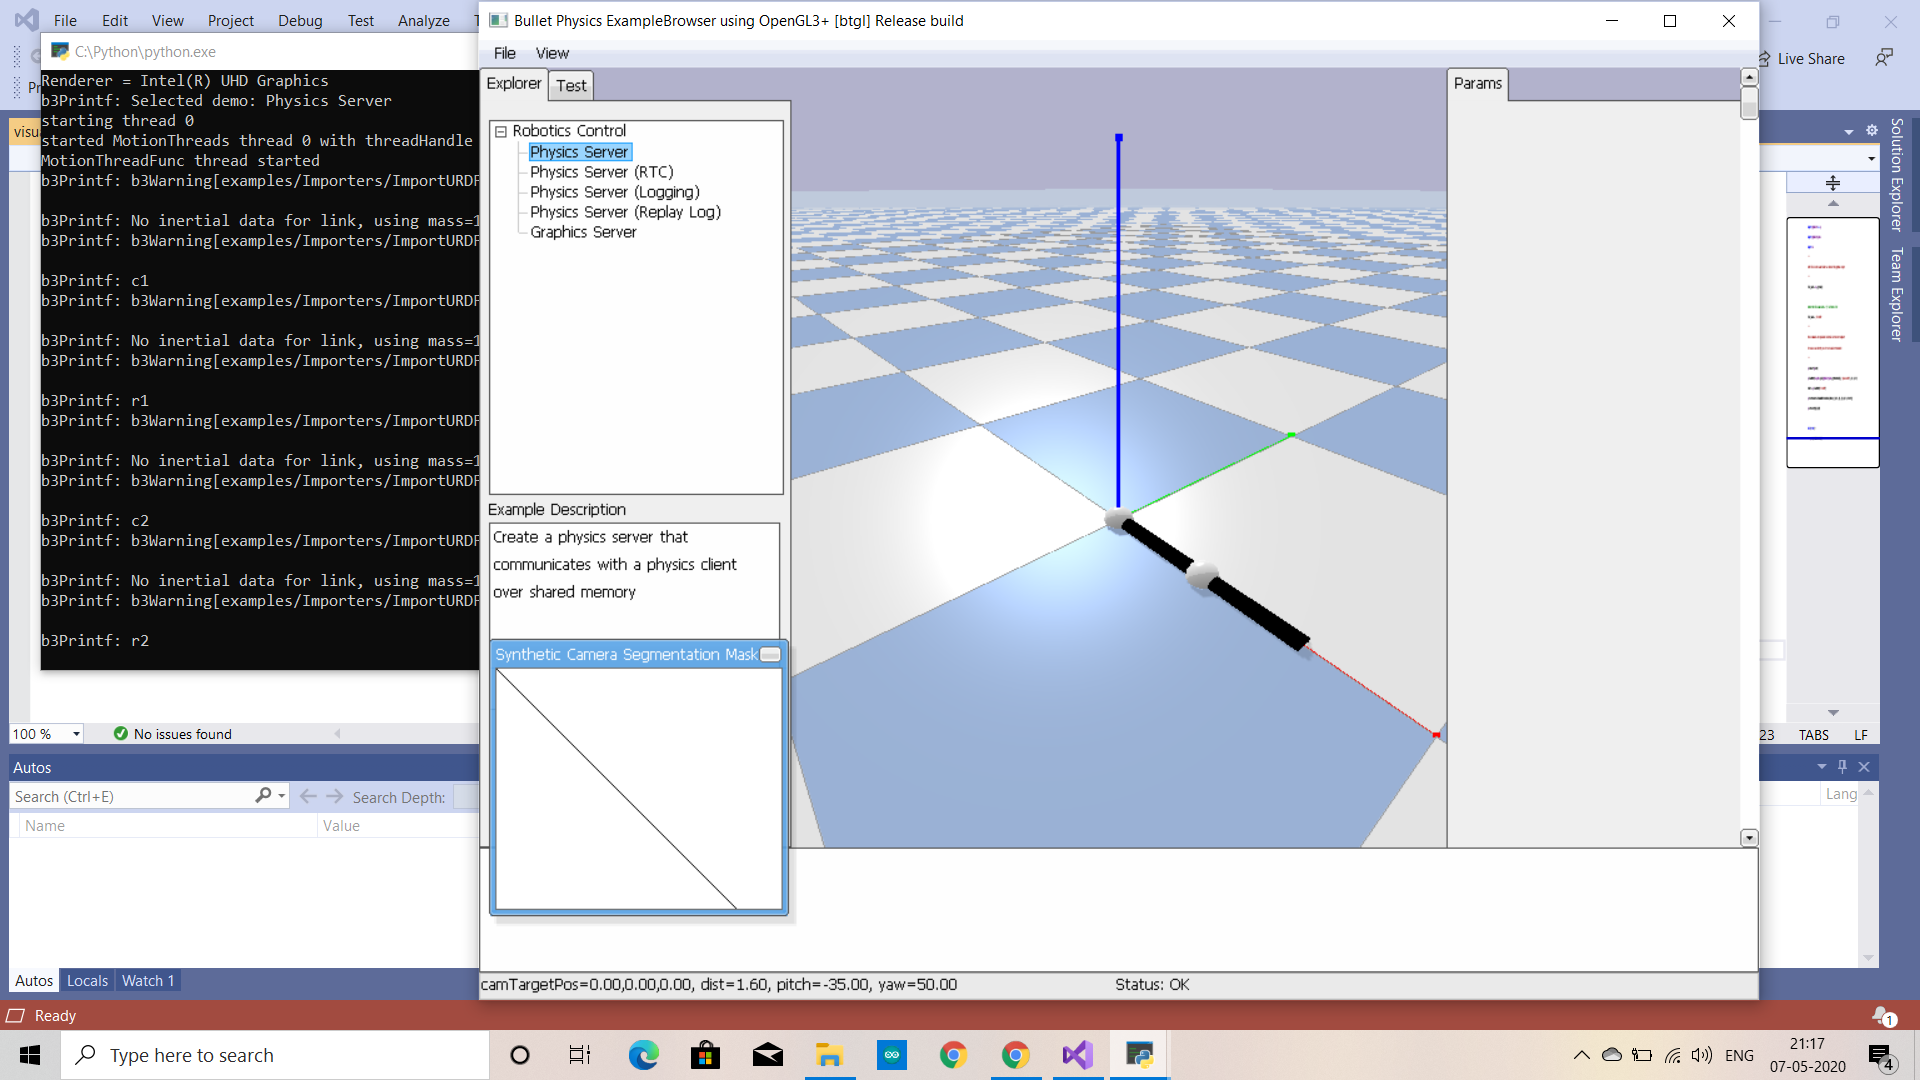 File Edit View Project Debug Test Analyze
Live Share
C:\Python\python.exe
Renderer = Intel(R) UHD Graphics
b3Printf: Selected demo: Physics Server
starting thread 0
started MotionThreads thread 0 with threadHandle
MotionThreadFunc thread started
b3Printf: b3Warning[examples/Importers/ImportURDF
b3Printf: No inertial data for link, using mass=1
b3Printf: b3Warning[examples/Importers/ImportURDF
b3Printf: c1
b3Printf: b3Warning[examples/Importers/ImportURDF
b3Printf: No inertial data for link, using mass=1
b3Printf: b3Warning[examples/Importers/ImportURDF
b3Printf: r1
b3Printf: b3Warning[examples/Importers/ImportURDF
b3Printf: No inertial data for link, using mass=1
b3Printf: b3Warning[examples/Importers/ImportURDF
b3Printf: c2
b3Printf: b3Warning[examples/Importers/ImportURDF
b3Printf: No inertial data for link, using mass=1
b3Printf: b3Warning[examples/Importers/ImportURDF
b3Printf: r2
Bullet Physics ExampleBrowser using OpenGL3+ [btgl] Release build
File View
Explorer Test
Robotics Control
Physics Server
Physics Server (RTC)
Physics Server (Logging)
Physics Server (Replay Log)
Graphics Server
Example Description
Create a physics server that
communicates with a physics client
over shared memory
Synthetic Camera Segmentation Mask
Params
camTargetPos=0.00,0.00,0.00, dist=1.60, pitch=-35.00, yaw=50.00 Status: OK
Solution Explorer
Team Explorer
100 % No issues found
23 TABS LF
Autos
Search (Ctrl+E) Search Depth:
Name Value
Lang
Autos Locals Watch 1
Ready
1
Type here to search
ENG
21:17
07-05-2020
4